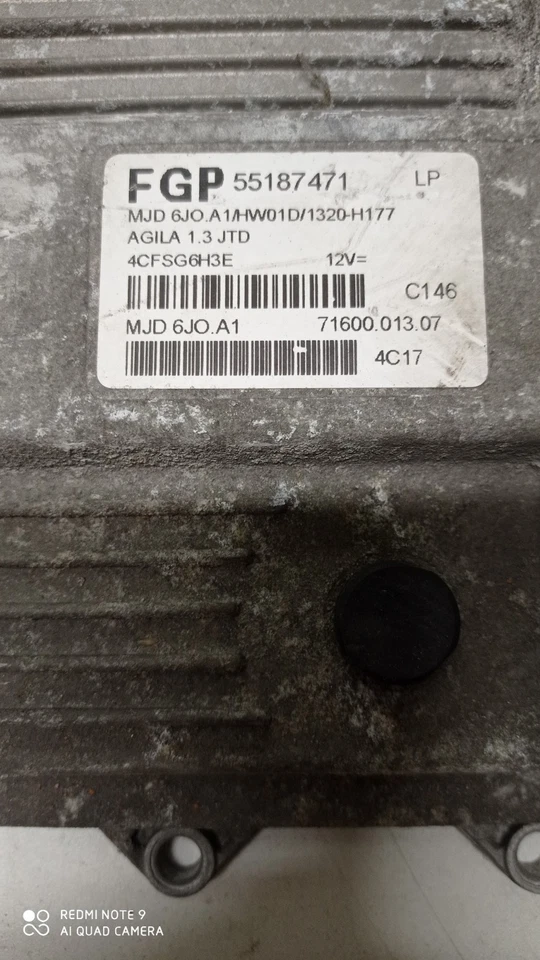 FGP 55187471 LP
MJD 6JO.A1/HW01D/1320-H177
AGILA 1.3 JTD
4CFSG6H3E 12V=
C146
MJD 6JO.A1 71600.013.07
4C17
REDMI NOTE 9
AI QUAD CAMERA